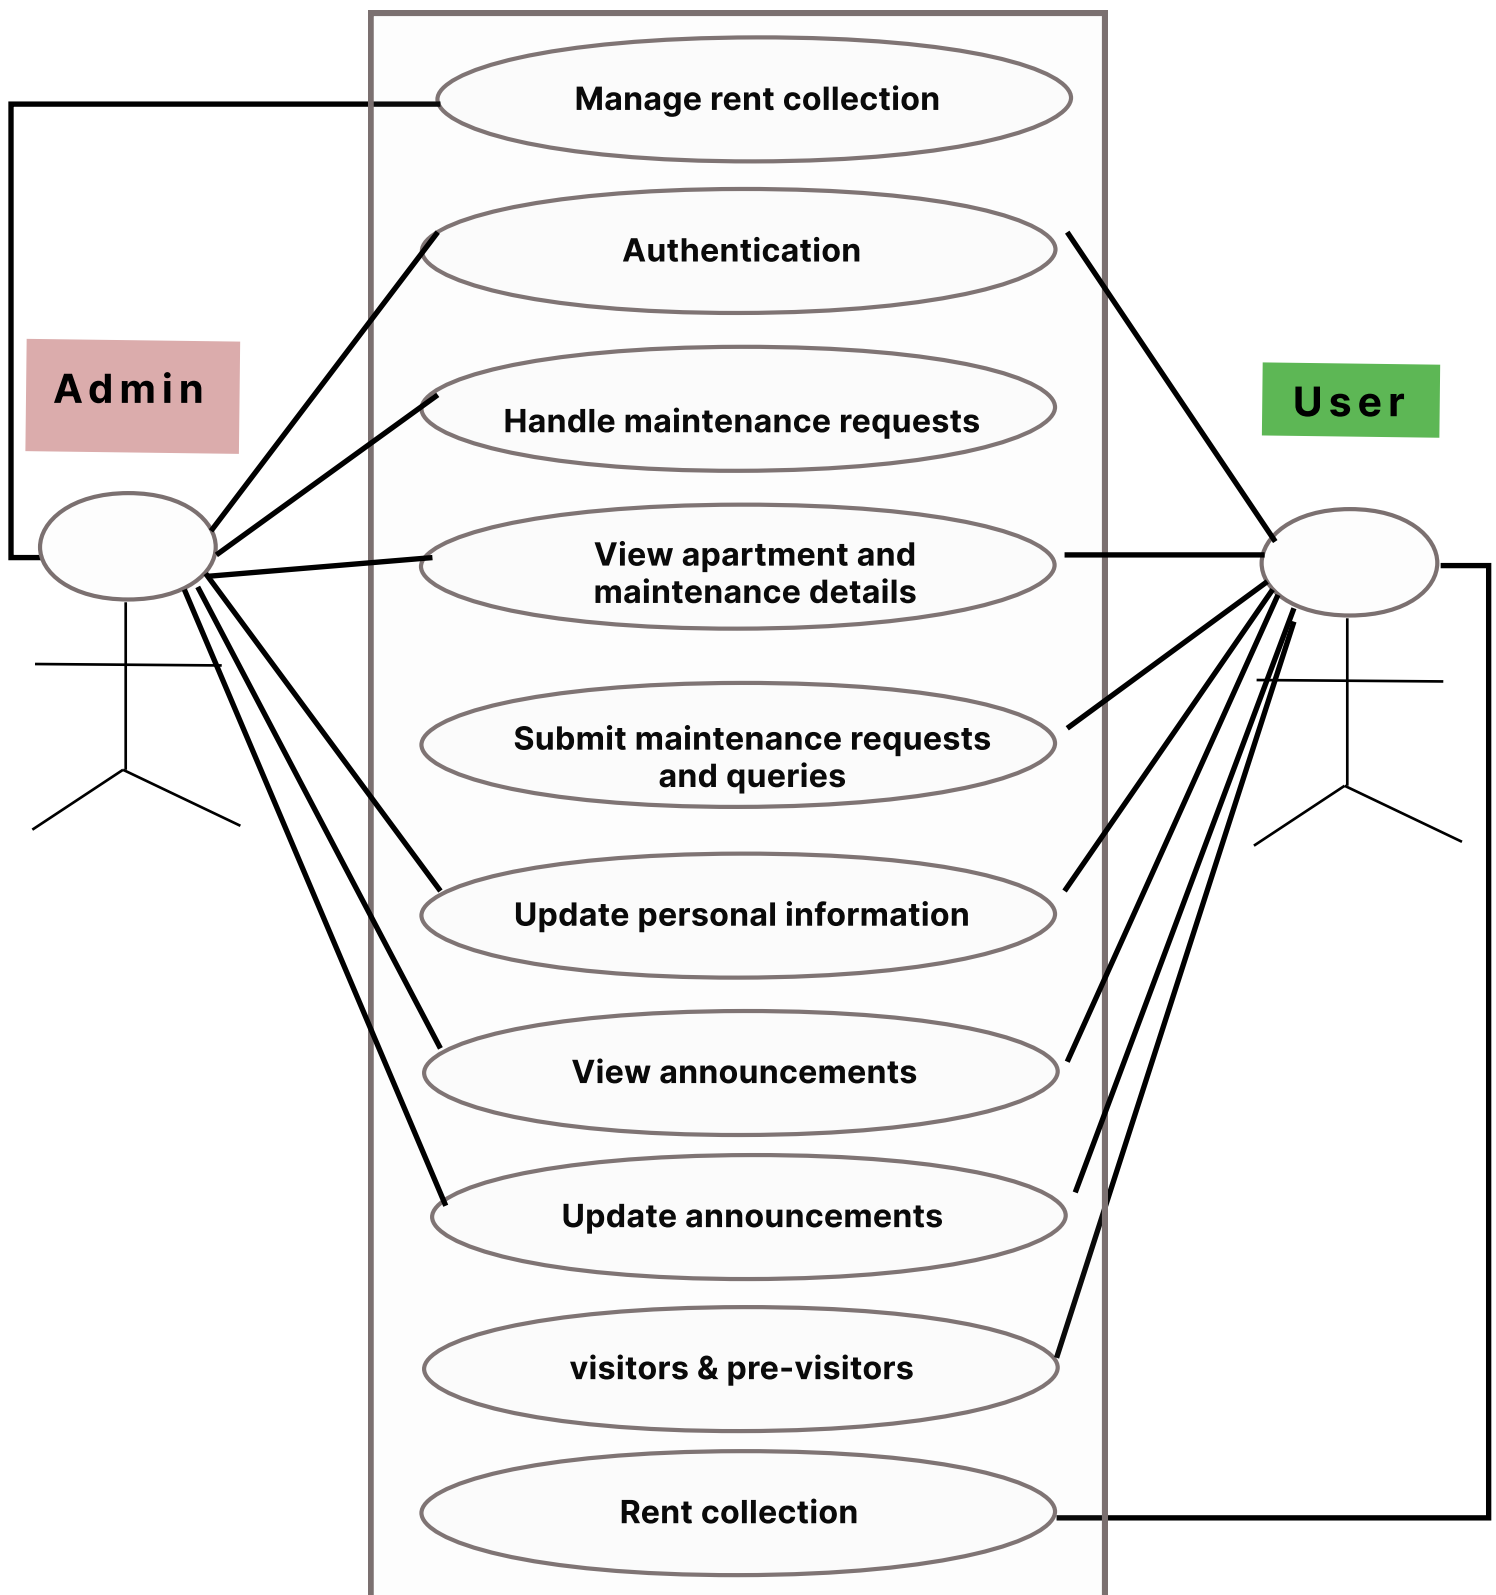 Manage rent collection
Authentication
Admin
User
Handle maintenance requests
View apartment and
maintenance details
Submit maintenance requests
and queries
Update personal information
View announcements
Update announcements
visitors & pre-visitors
Rent collection